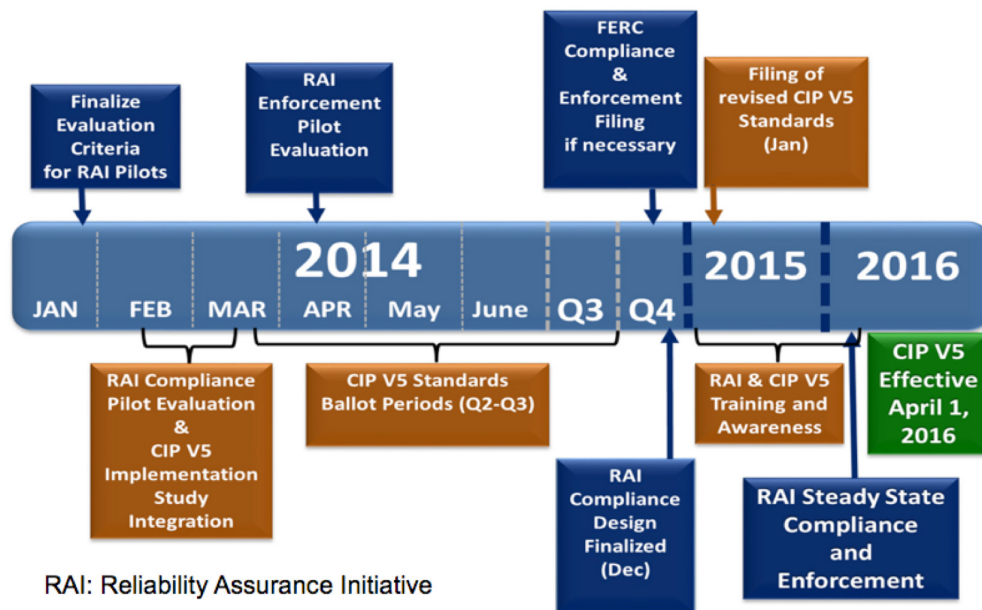 Finalize
Evaluation
Criteria
for RAI Pilots
RAI
Enforcement
Pilot
Evaluation
FERC
Compliance
&
Enforcement
Filing
if necessary
Filing of
revised CIP V5
Standards
(Jan)
2014
2015
2016
JAN
FEB
MAR
APR
May
June
Q3
Q4
RAI Compliance
Pilot Evaluation
&
CIP V5
Implementation
Study
Integration
CIP V5 Standards
Ballot Periods (Q2-Q3)
RAI
Compliance
Design
Finalized
(Dec)
RAI & CIP V5
Training and
Awareness
RAI Steady State
Compliance
and
Enforcement
CIP V5
Effective
April 1,
2016
RAI: Reliability Assurance Initiative